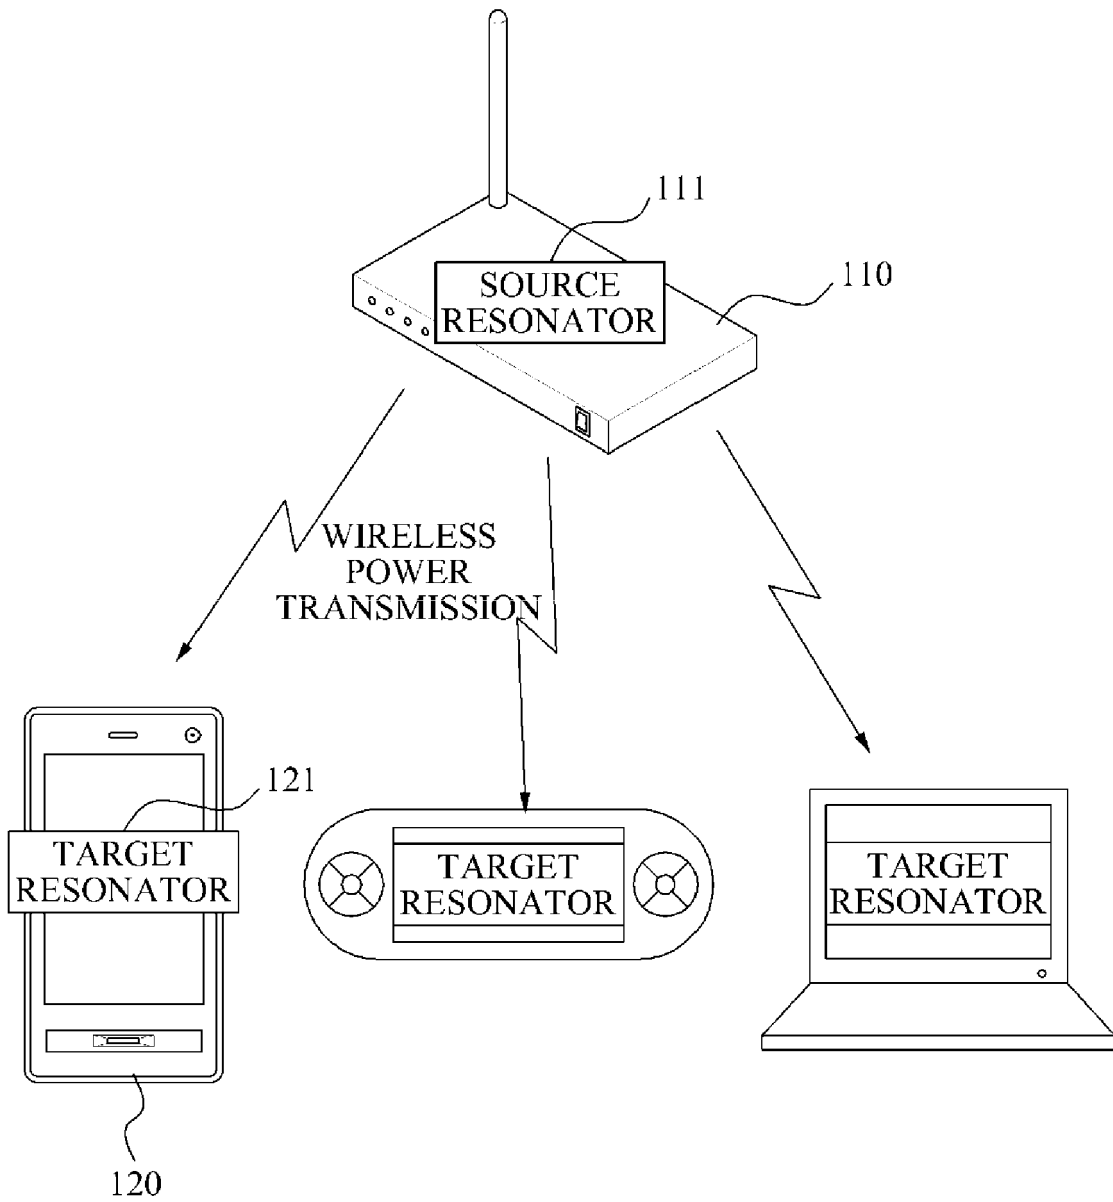 111
SOURCE
RESONATOR
110
WIRELESS
POWER
TRANSMISSION
121
TARGET
RESONATOR
TARGET
RESONATOR
TARGET
RESONATOR
120